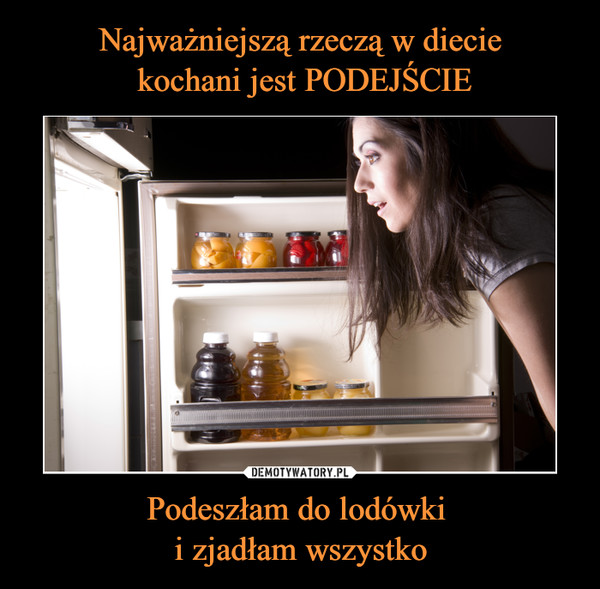 Najważniejszą rzeczą w diecie
kochani jest PODEJŚCIE
DEMOTYWATORY.PL
Podeszłam do lodówki
i zjadłam wszystko